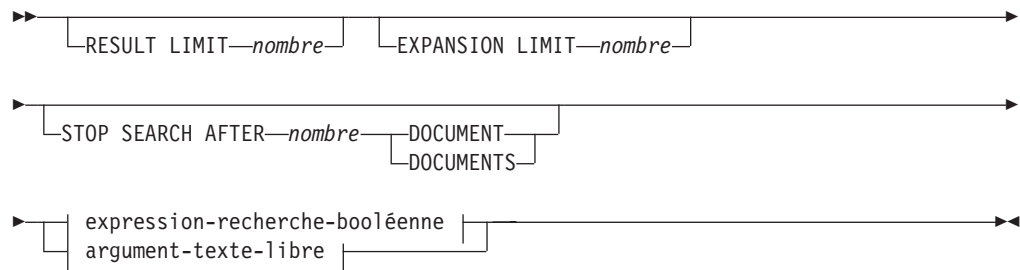 RESULT LIMIT nombre EXPANSION LIMIT nombre
STOP SEARCH AFTER nombre DOCUMENT
DOCUMENTS
expression-recherche-booléenne
argument-texte-libre